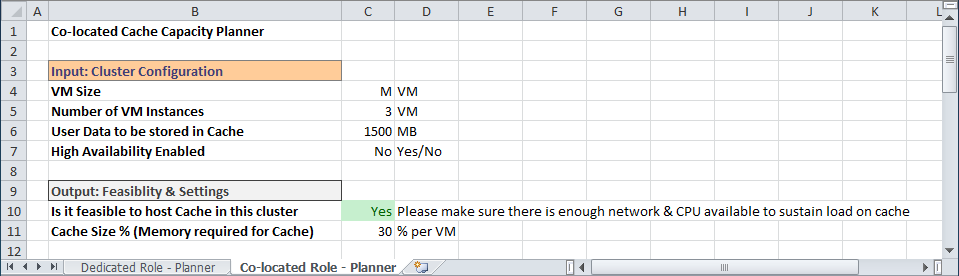 A B C D E F G H I J K L
1 Co-located Cache Capacity Planner
2
3 Input: Cluster Configuration
4 VM Size M VM
5 Number of VM Instances 3 VM
6 User Data to be stored in Cache 1500 MB
7 High Availability Enabled No Yes/No
8
9 Output: Feasiblity & Settings
10 Is it feasible to host Cache in this cluster Yes Please make sure there is enough network & CPU available to sustain load on cache
11 Cache Size % (Memory required for Cache) 30 % per VM
12
Dedicated Role - Planner Co-located Role - Planner